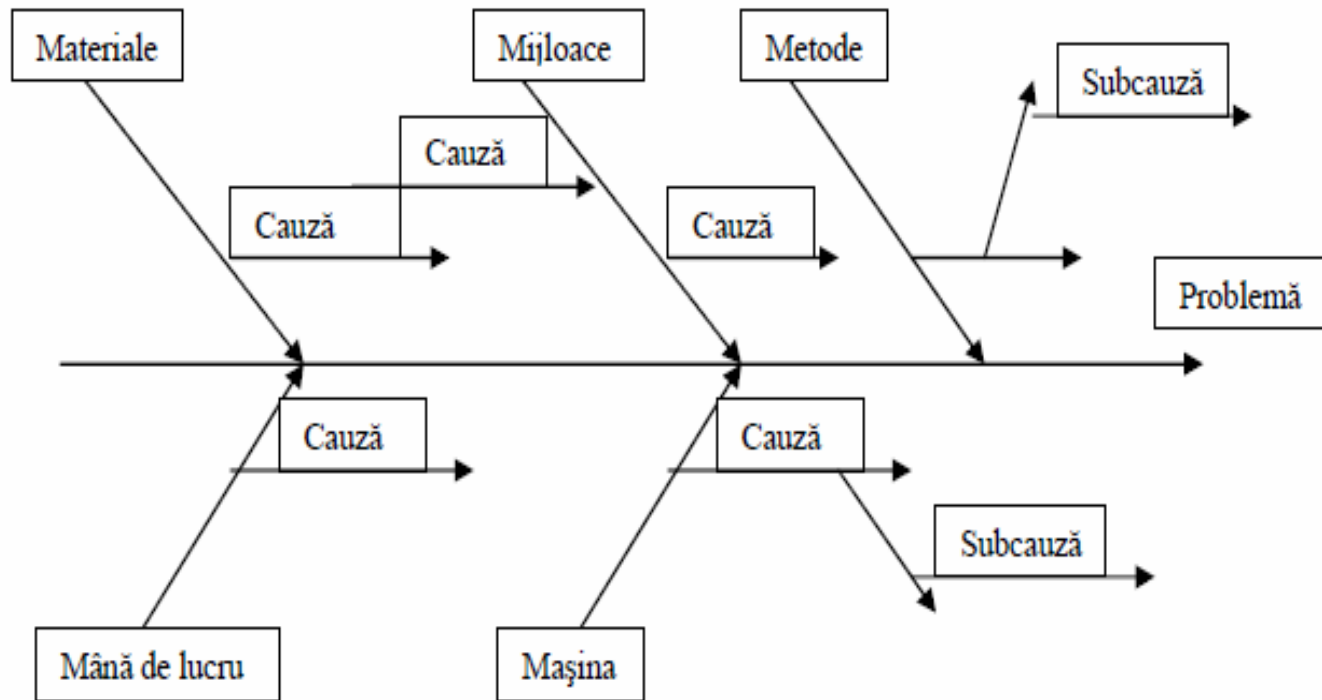 Materiale
Mijloace
Metode
Subcauză
Cauză
Cauză
Cauză
Problemă
Cauză
Cauză
Subcauză
Mână de lucru
Maşina